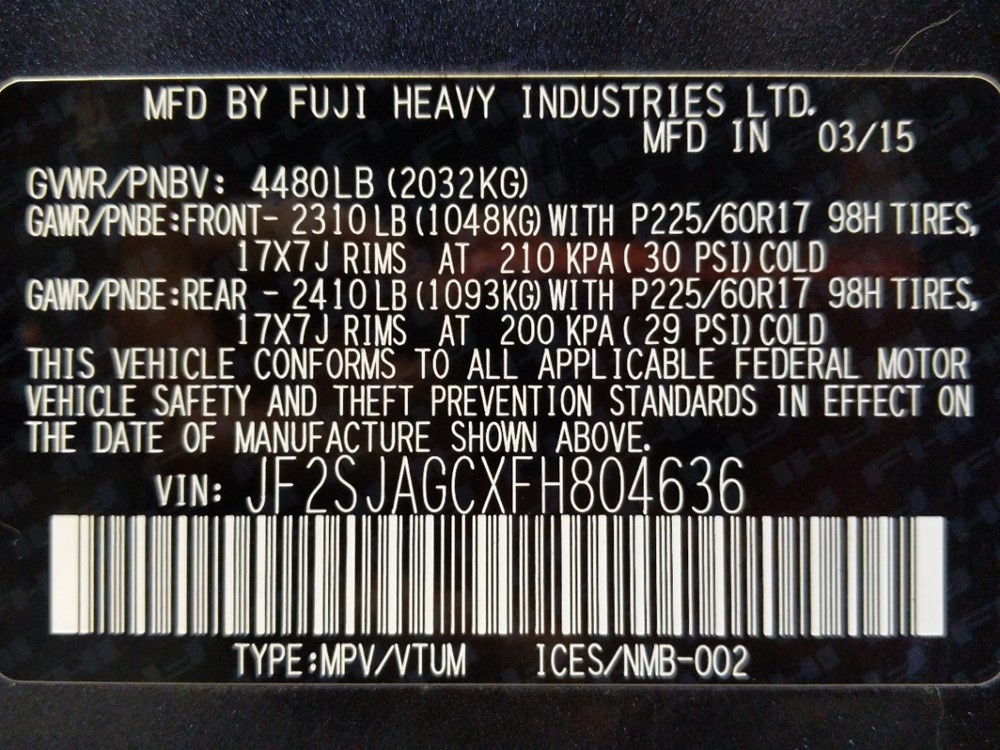 MFD BY FUJI HEAVY INDUSTRIES LTD.
MFD IN 03/15
GVWR/PNBV: 4480LB (2032KG)
GAWR/PNBE:FRONT- 2310LB (1048KG) WITH P225/60R17 98H TIRES,
17X7J RIMS AT 210 KPA ( 30 PSI) COLD
GAWR/PNBE:REAR - 2410LB (1093KG) WITH P225/60R17 98H TIRES,
17X7J RIMS AT 200 KPA ( 29 PSI) COLD
THIS VEHICLE CONFORMS TO ALL APPLICABLE FEDERAL MOTOR
VEHICLE SAFETY AND THEFT PREVENTION STANDARDS IN EFFECT ON
THE DATE OF MANUFACTURE SHOWN ABOVE.
VIN: JF2SJAGCXFH804636
TYPE:MPV/VTUM ICES/NMB-002